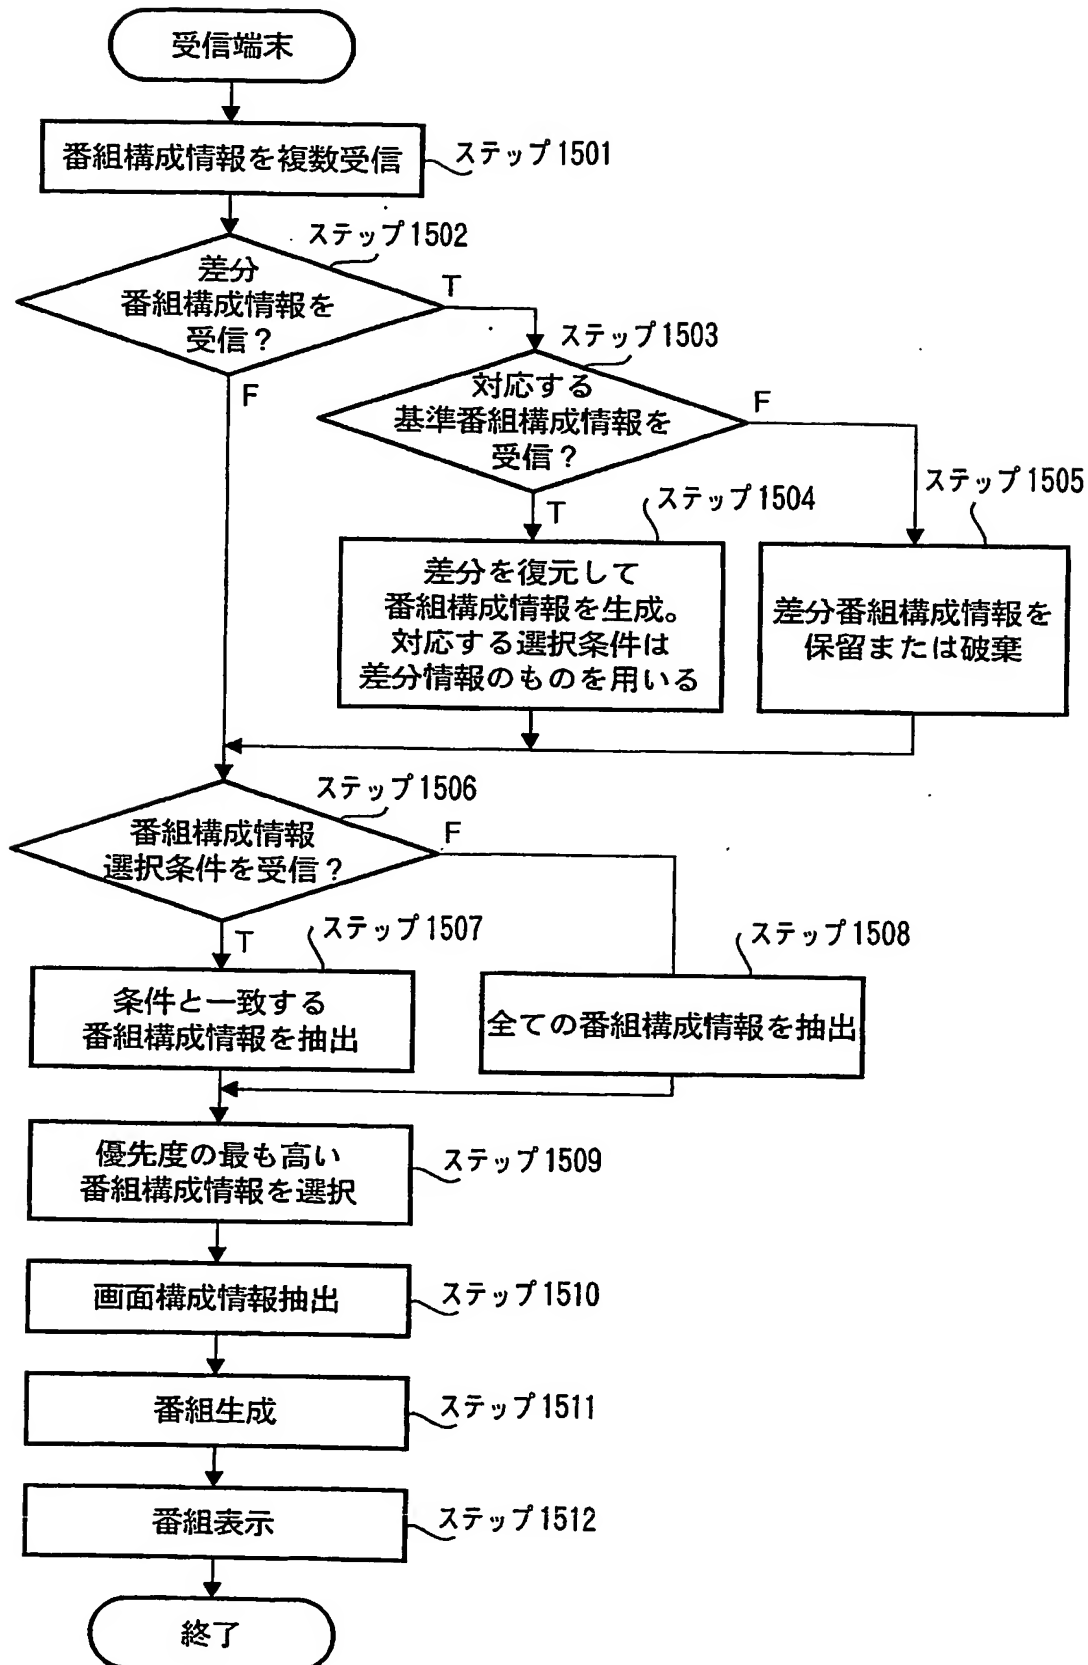 受信端末
番組構成情報を複数受信
ステップ1501
ステップ1502
差分
番組構成情報を
受信？
T
F
ステップ1503
対応する
基準番組構成情報を
受信？
F
T
ステップ1504
ステップ1505
差分を復元して
番組構成情報を生成。
対応する選択条件は
差分情報のものを用いる
差分番組構成情報を
保留または破棄
ステップ1506
番組構成情報
選択条件を受信？
F
T
ステップ1507
ステップ1508
条件と一致する
番組構成情報を抽出
全ての番組構成情報を抽出
優先度の最も高い
番組構成情報を選択
ステップ1509
画面構成情報抽出
ステップ1510
番組生成
ステップ1511
番組表示
ステップ1512
終了